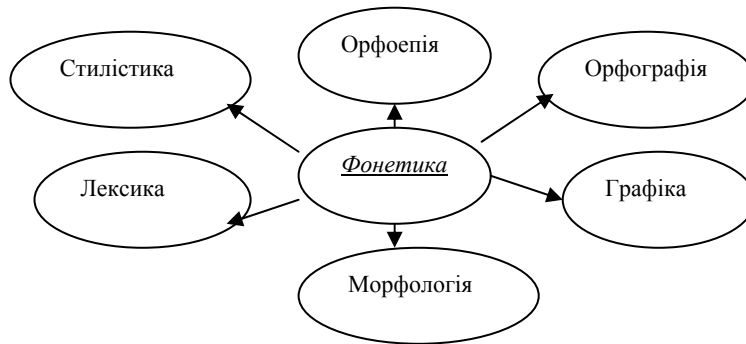 Орфоепія
Стилістика
Орфографія
Фонетика
Лексика
Графіка
Морфологія